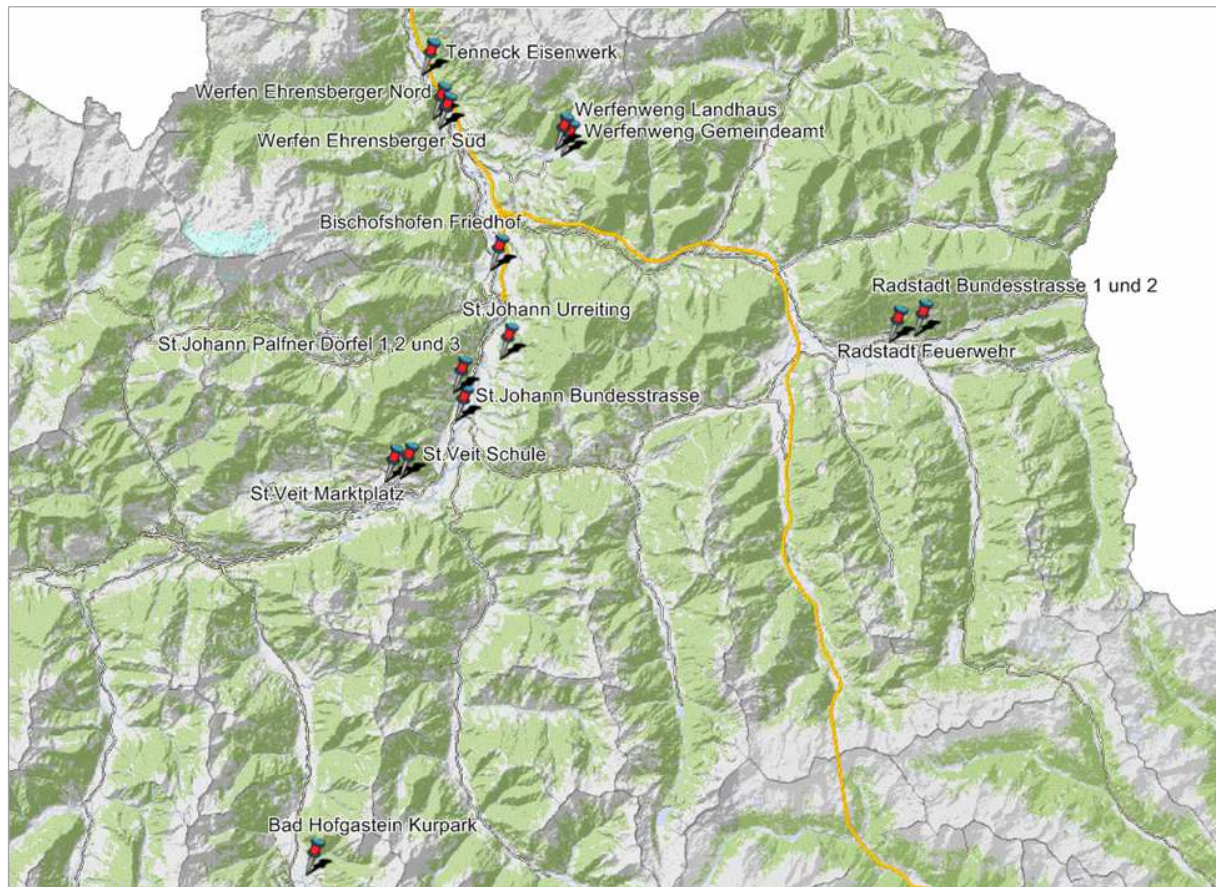 Tenneck Eisenwerk
Werfen Ehrensberger Nord
Werfenweng Landhaus
Werfenweng Gemeindeamt
Werfen Ehrensberger Süd
Bischofshofen Friedhof
Radstadt Bundesstrasse 1 und 2
St.Johann Urreiting
St.Johann Palfner Dörfel 1,2 und 3
Radstadt Feuerwehr
St.Johann Bundesstrasse
St.Veit Schule
St.Veit Marktplatz
Bad Hofgastein Kurpark